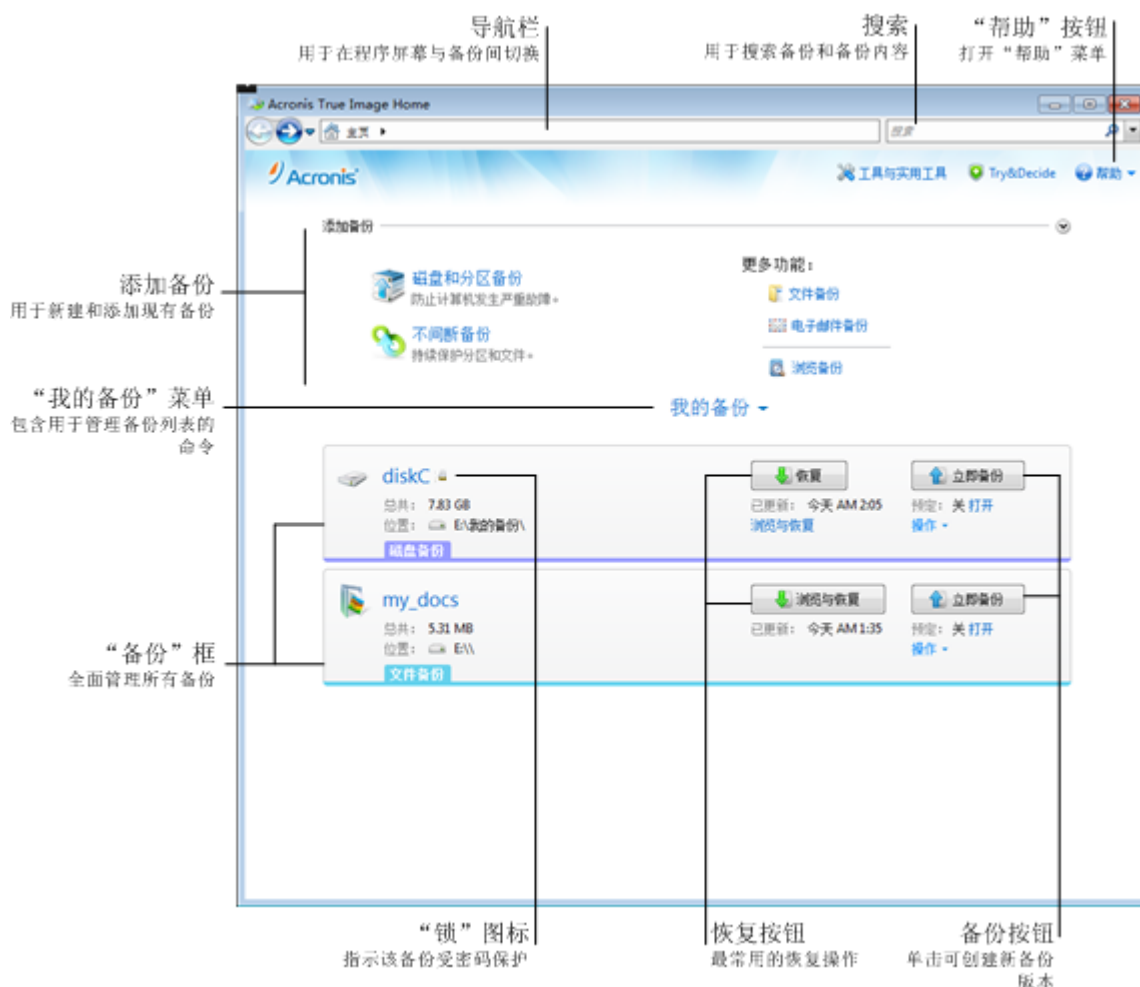 导航栏
用于在程序屏幕与备份间切换
搜索
用于搜索备份和备份内容
“帮助”按钮
打开“帮助”菜单
Acronis True Image Home
主页
搜索
Acronis
工具与实用工具
Try&Decide
帮助
添加备份
添加备份
用于新建和添加现有备份
磁盘和分区备份
防止计算机发生严重故障。
不间断备份
持续保护分区和文件。
更多功能：
文件备份
电子邮件备份
浏览备份
“我的备份”菜单
包含用于管理备份列表的
命令
我的备份
diskC
总共： 7.83 GB
位置： E:\我的备份\
磁盘备份
恢复
已更新： 今天 AM 2:05
浏览与恢复
立即备份
预定： 关 打开
操作
my_docs
总共： 5.31 MB
位置： E:\\
文件备份
浏览与恢复
已更新： 今天 AM 1:35
立即备份
预定： 关 打开
操作
“备份”框
全面管理所有备份
“锁”图标
指示该备份受密码保护
恢复按钮
最常用的恢复操作
备份按钮
单击可创建新备份
版本